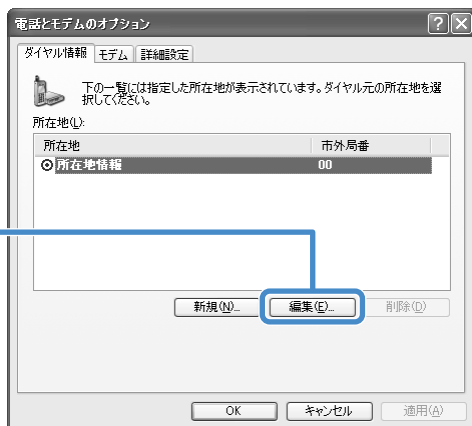 電話とモデムのオプション
ダイヤル情報 モデム 詳細設定
下の一覧には指定した所在地が表示されています。ダイヤル元の所在地を選
択してください。
所在地(L):
所在地 市外局番
所在地情報 00
新規(N)... 編集(E)... 削除(D)
OK キャンセル 適用(A)